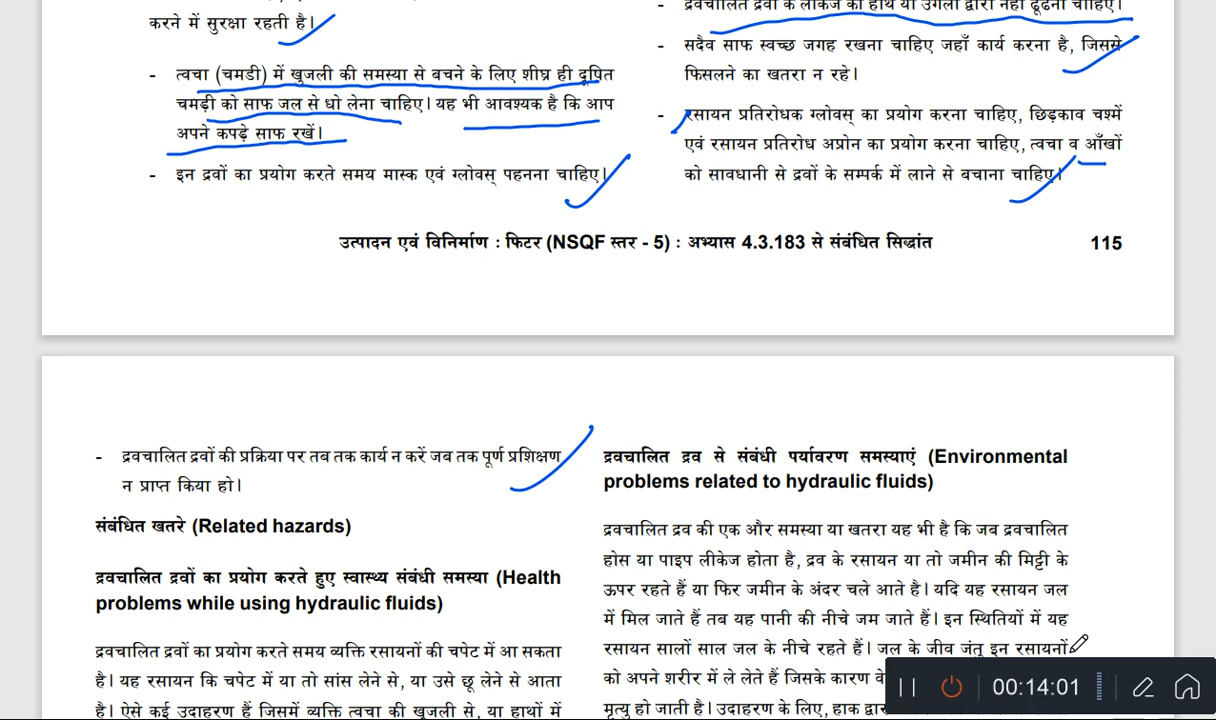 करने में सुरक्षा रहती है।
- त्वचा (चमडी) में खुजली की समस्या से बचने के लिए शीघ्र ही दूषित
चमड़ी को साफ जल से धो लेना चाहिए। यह भी आवश्यक है कि आप
अपने कपड़े साफ रखें।
- इन द्रवों का प्रयोग करते समय मास्क एवं ग्लोवस् पहनना चाहिए।
- द्रवचालित द्रवों के लीकेज को हाथ या उंगली द्वारा नहीं ढूंढना चाहिए।
- सदैव साफ स्वच्छ जगह रखना चाहिए जहाँ कार्य करना है, जिससे
फिसलने का खतरा न रहे।
- रसायन प्रतिरोधक ग्लोवस् का प्रयोग करना चाहिए, छिड़काव चश्में
एवं रसायन प्रतिरोध अप्रोन का प्रयोग करना चाहिए, त्वचा व आँखों
को सावधानी से द्रवों के सम्पर्क में लाने से बचाना चाहिए।
उत्पादन एवं विनिर्माण : फिटर (NSQF स्तर - 5) : अभ्यास 4.3.183 से संबंधित सिद्धांत 115
- द्रवचालित द्रवों की प्रक्रिया पर तब तक कार्य न करें जब तक पूर्ण प्रशिक्षण
न प्राप्त किया हो।
संबंधित खतरे (Related hazards)
द्रवचालित द्रवों का प्रयोग करते हुए स्वास्थ्य संबंधी समस्या (Health
problems while using hydraulic fluids)
द्रवचालित द्रवों का प्रयोग करते समय व्यक्ति रसायनों की चपेट में आ सकता
है। यह रसायन कि चपेट में या तो सांस लेने से, या उसे छू लेने से आता
है। ऐसे कई उदाहरण हैं जिसमें व्यक्ति त्वचा की खुजली से, या हाथों में
द्रवचालित द्रव से संबंधी पर्यावरण समस्याएं (Environmental
problems related to hydraulic fluids)
द्रवचालित द्रव की एक और समस्या या खतरा यह भी है कि जब द्रवचालित
होस या पाइप लीकेज होता है, द्रव के रसायन या तो जमीन की मिट्टी के
ऊपर रहते हैं या फिर जमीन के अंदर चले आते है। यदि यह रसायन जल
में मिल जाते हैं तब यह पानी की नीचे जम जाते हैं। इन स्थितियों में यह
रसायन सालों साल जल के नीचे रहते हैं। जल के जीव जंतू इन रसायनों
को अपने शरीर में ले लेते हैं जिसके कारण
मृत्यु हो जाती है। उदाहरण के लिए, हाक
00:14:01